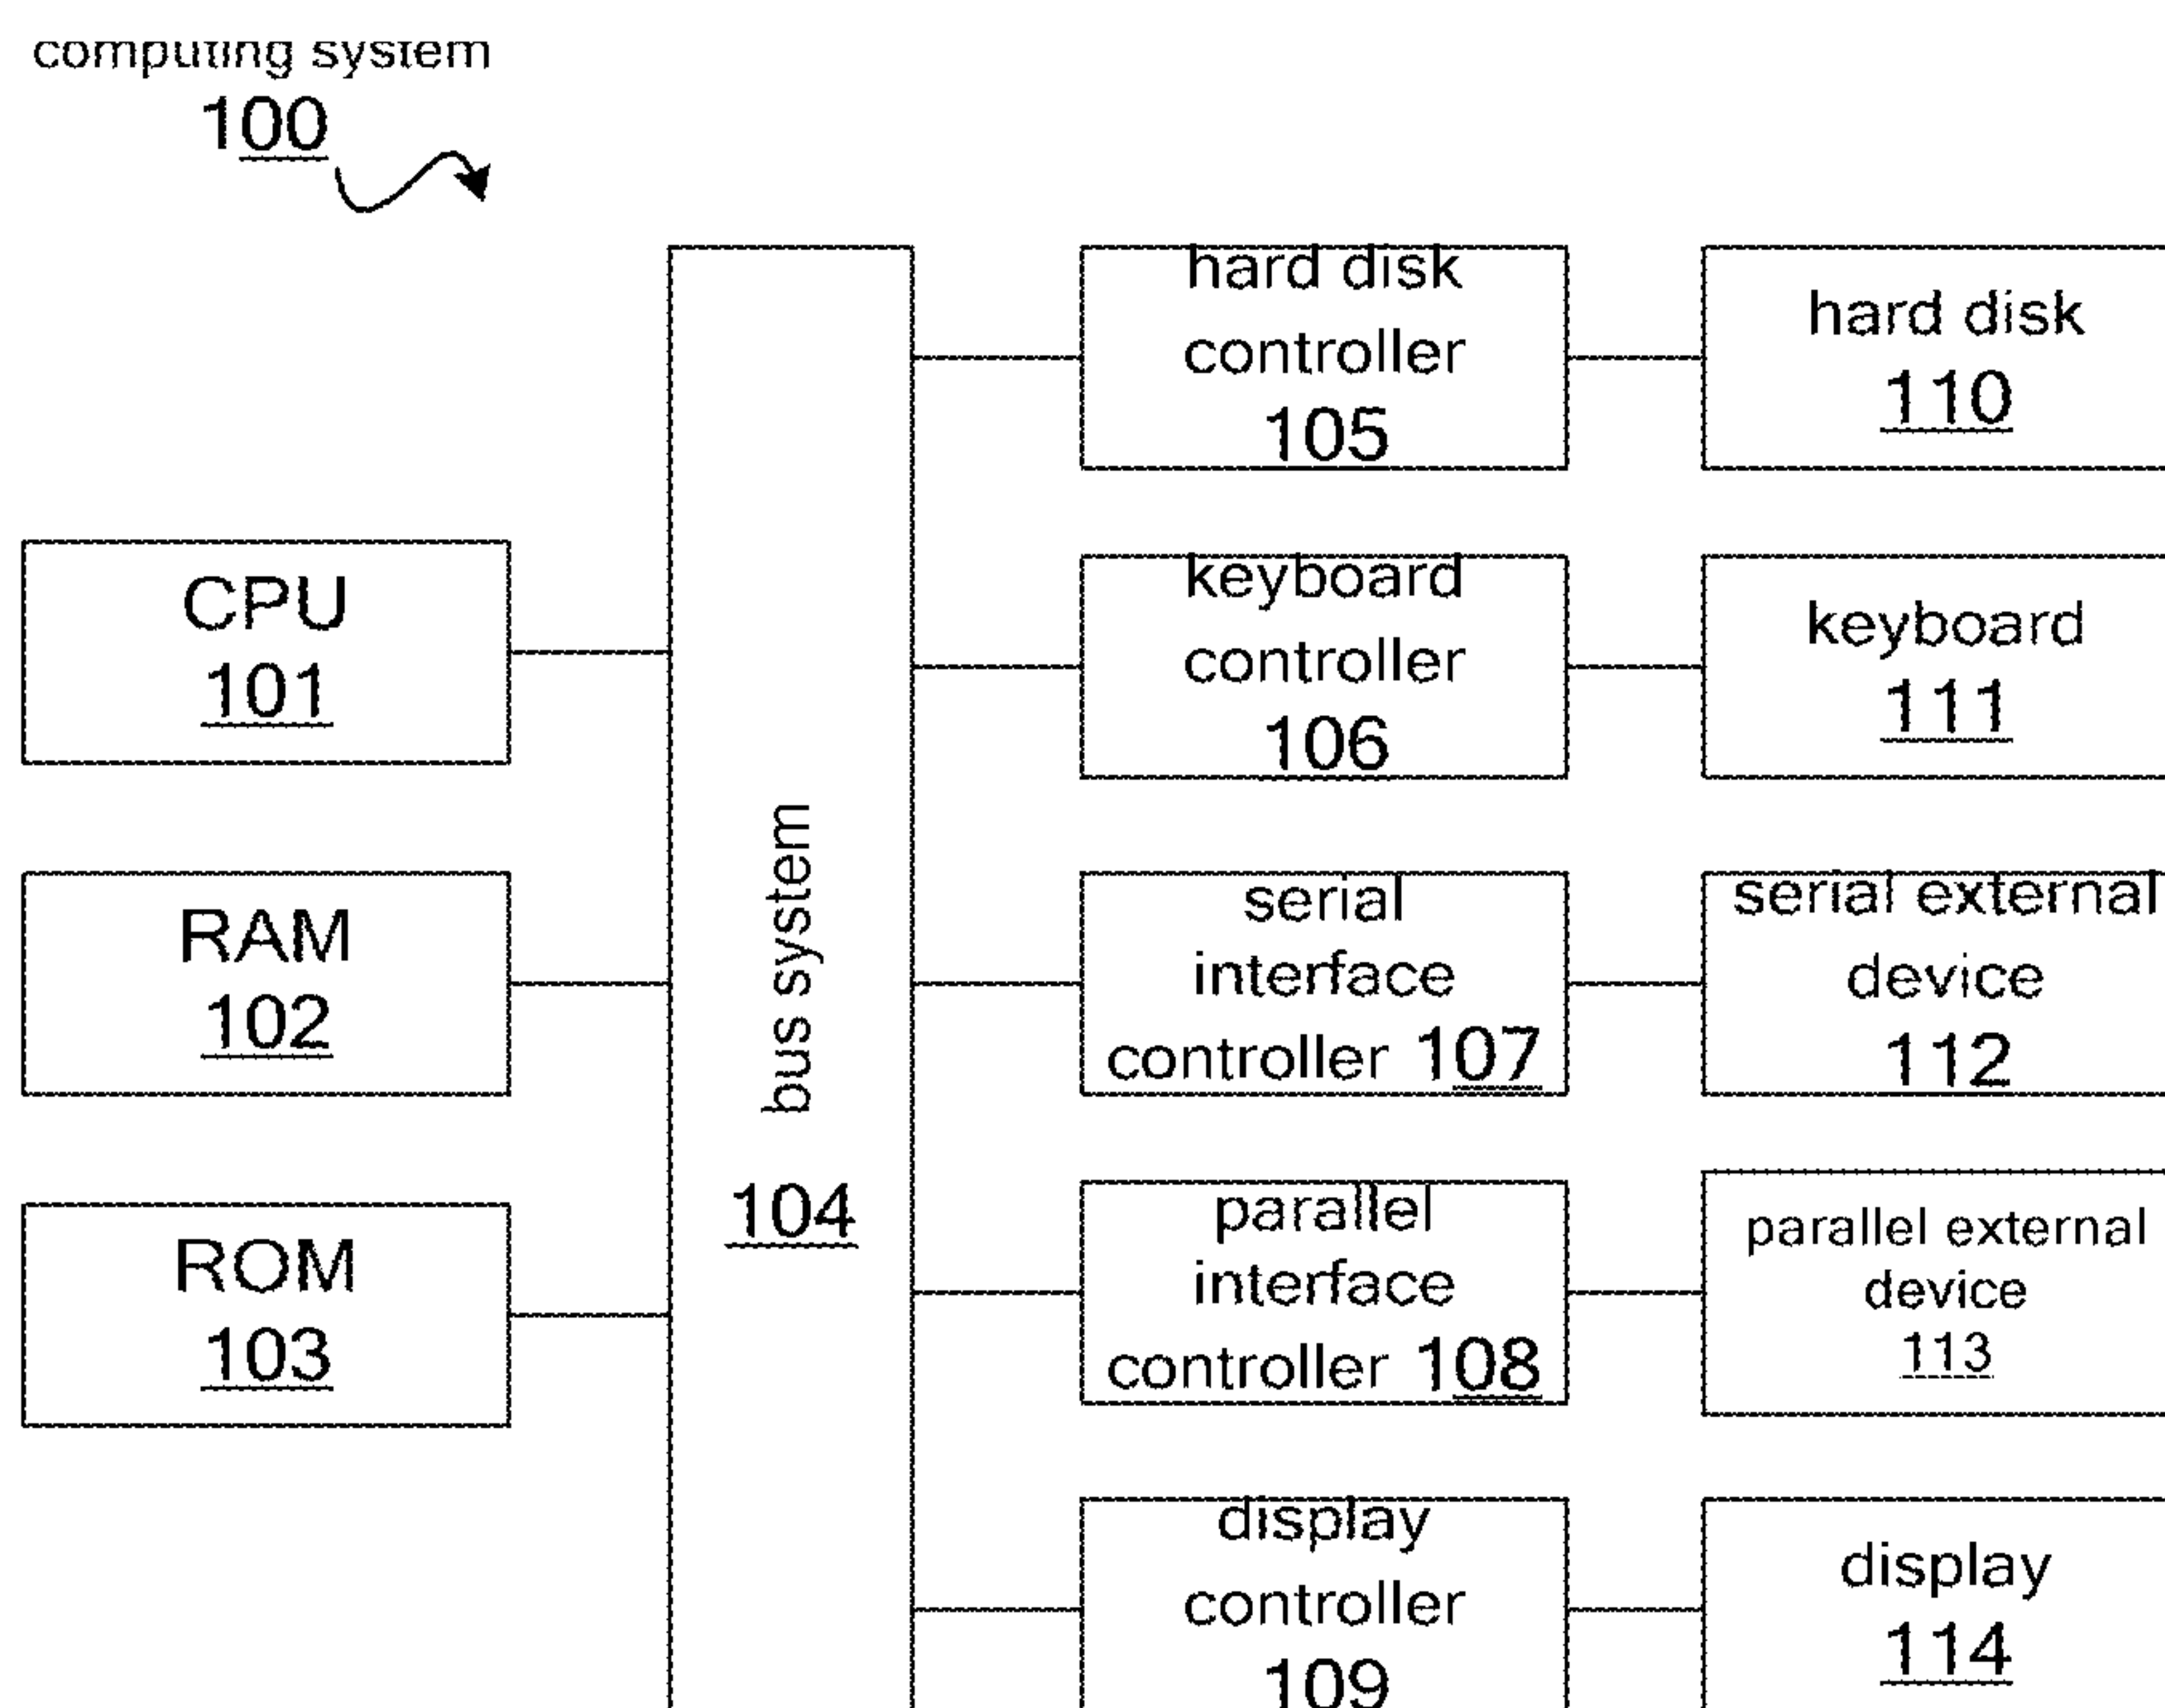 computing system
100
hard disk
controller
105
hard disk
110
CPU
101
keyboard
controller
106
keyboard
111
RAM
102
bus system
104
serial
interface
controller 107
serial external
device
112
ROM
103
parallel
interface
controller 108
parallel external
device
113
display
controller
109
display
114